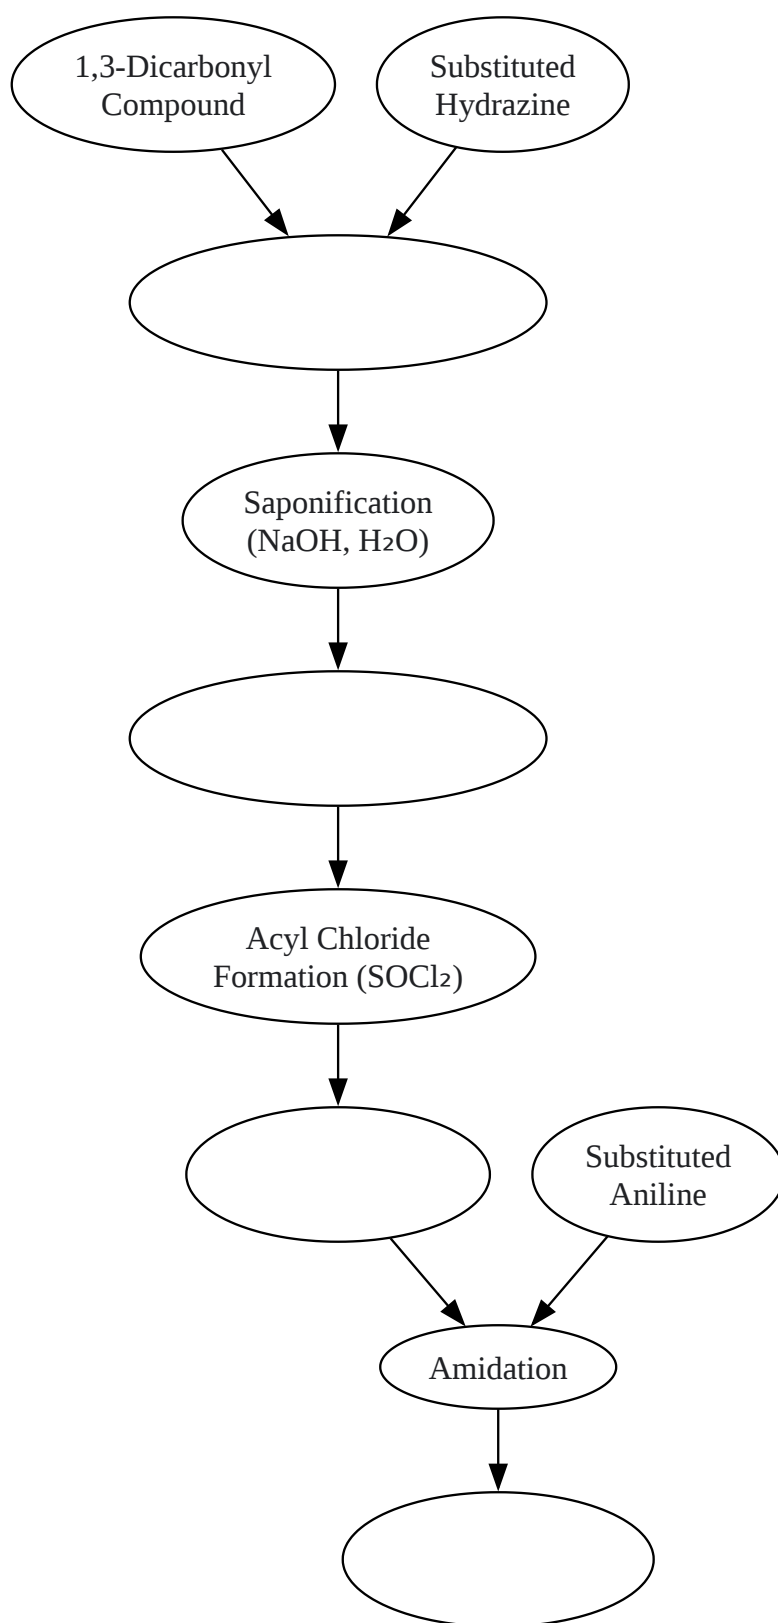 1,3-Dicarbonyl
Compound
Substituted
Hydrazine
Saponification
(NaOH, H₂O)
Acyl Chloride
Formation (SOCl₂)
Substituted
Aniline
Amidation